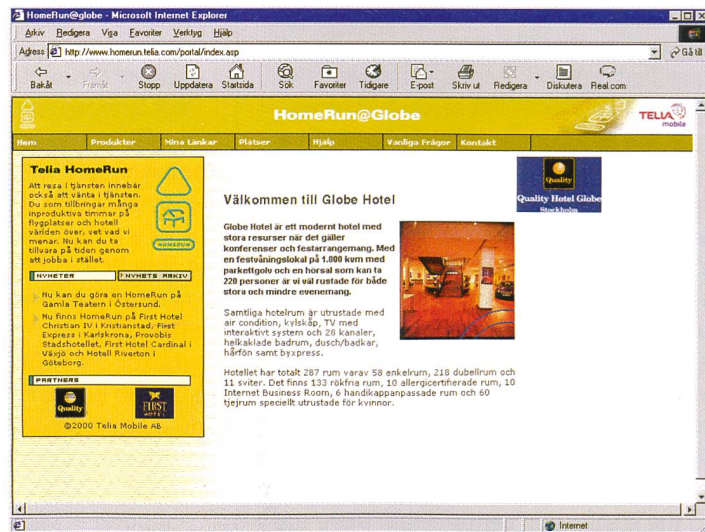 HomeRun@globe - Microsoft Internet Explorer
Arkiv Redigera Visa Favoriter Verktyg Hjälp
Adress http://www.homerun.telia.com/portal/index.asp Gå till
Bakåt Framåt Stopp Uppdatera Startsida Sök Favoriter Tidigare E-post Skriv ut Redigera Diskutera Real.com
HomeRun@Globe
TELIA
mobile
Hem Produkter Mina Länkar Platser Hjälp Vanliga Frågor Kontakt
Telia HomeRun
Att resa i tjänsten innebär
också att vänta i tjänsten.
Du som tillbringar många
inproduktiva timmar på
flygplatser och hotell
världen över, vet vad vi
menar. Nu kan du ta
tillvara på tiden genom
att jobba i stället.
HOMERUN
NYHETER NYHETS ARKIV
Nu kan du göra en HomeRun på
Gamla Teatern i Östersund.
Nu finns HomeRun på First Hotel
Christian IV i Kristianstad, First
Express i Karlskrona, Provobis
Stadshotellet, First Hotel Cardinal i
Växjö och Hotell Riverton i
Göteborg.
PARTNERS
Quality
FIRST
HOTEL
©2000 Telia Mobile AB
Quality
Quality Hotel Globe
Stockholm
Välkommen till Globe Hotel
Globe Hotel är ett modernt hotel med
stora resurser när det gäller
konferenser och festarrangemang. Med
en festvåningslokal på 1.000 kvm med
parkettgolv och en hörsal som kan ta
220 personer är vi väl rustade för både
stora och mindre evenemang.
Samtliga hotelrum är utrustade med
air condition, kylskåp, TV med
interaktivt system och 28 kanaler,
helkaklade badrum, dusch/badkar,
hårfön samt byxpress.
Hotellet har totalt 287 rum varav 58 enkelrum, 218 dubellrum och
11 sviter. Det finns 133 rökfria rum, 10 allergicertifierade rum, 10
Internet Business Room, 6 handikappanpassade rum och 60
tjejrum speciellt utrustade för kvinnor.
Internet